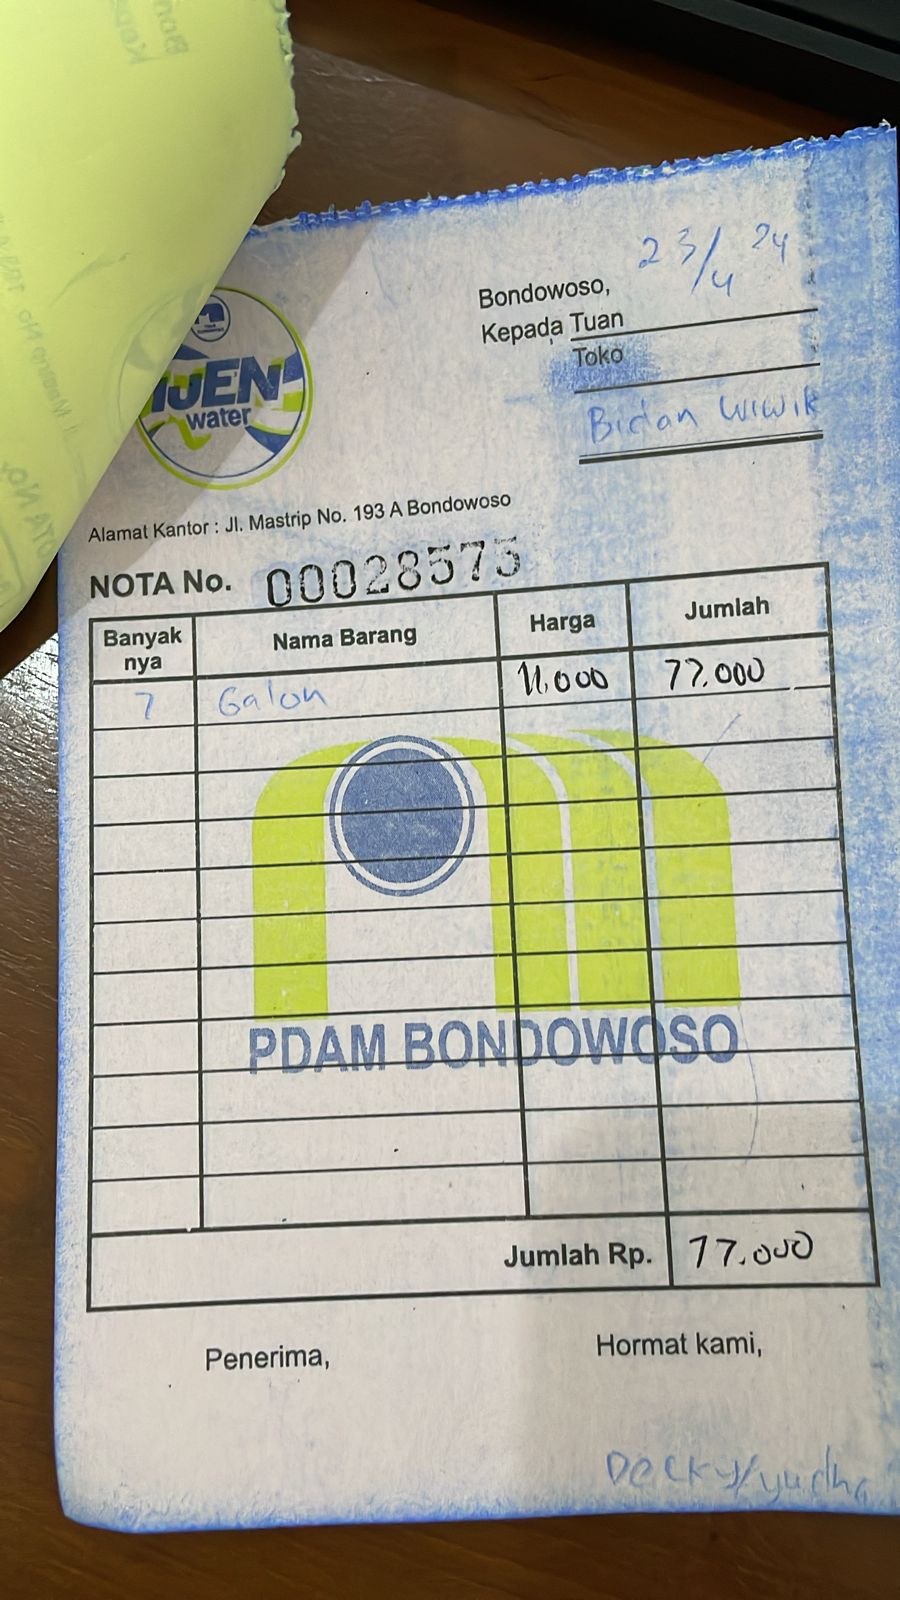 Bondowoso, 23/4 24
Kepada Tuan
Toko
Bidan Wiwik
IJEN
water
Alamat Kantor : Jl. Mastrip No. 193 A Bondowoso
NOTA No. 00028575
Banyak nya Nama Barang Harga Jumlah
7 Galon 11.000 77.000
PDAM BONDOWOSO
Jumlah Rp. 77.000
Penerima, Hormat kami,
Decky/yudha